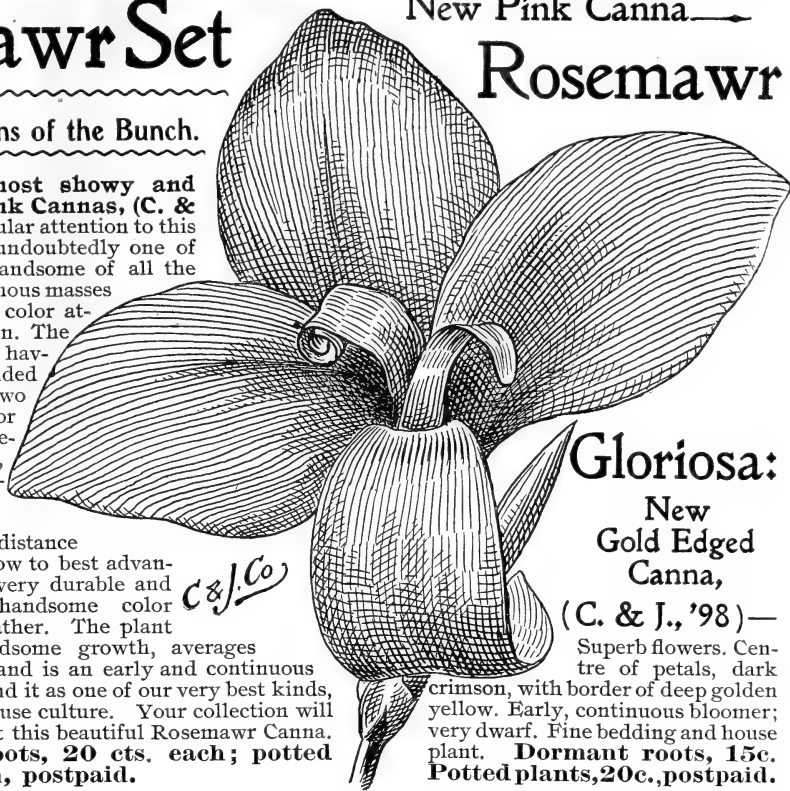 awr Set
ns of the Bunch.
nost showy and
nk Cannas, (C. &
ular attention to this
undoubtedly one of
andsome of all the
nous masses
color at-
n. The
hav-
ded
wo
or
e-
distance
ow to best advan-
very durable and
handsome color
ather. The plant
dsome growth, averages
and is an early and continuous
nd it as one of our very best kinds,
use culture. Your collection will
t this beautiful Rosemawr Canna.
oots, 20 cts. each; potted
, postpaid.
C & J. Co
New Pink Canna
Rosemawr
Gloriosa:
New
Gold Edged
Canna,
(C. & J., '98)—
Superb flowers. Cen-
tre of petals, dark
crimson, with border of deep golden
yellow. Early, continuous bloomer;
very dwarf. Fine bedding and house
plant. Dormant roots, 15c.
Potted plants, 20c., postpaid.